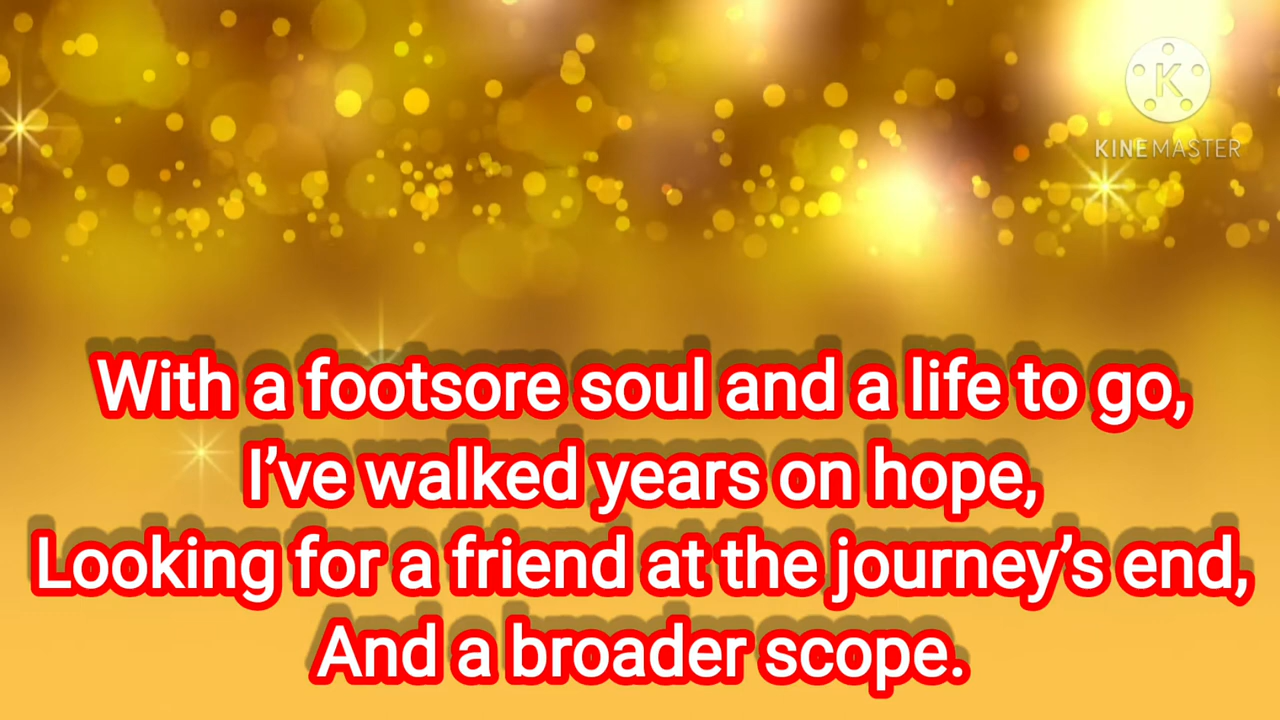 K
KINEMASTER
With a footsore soul and a life to go,
I’ve walked years on hope,
Looking for a friend at the journey’s end,
And a broader scope.